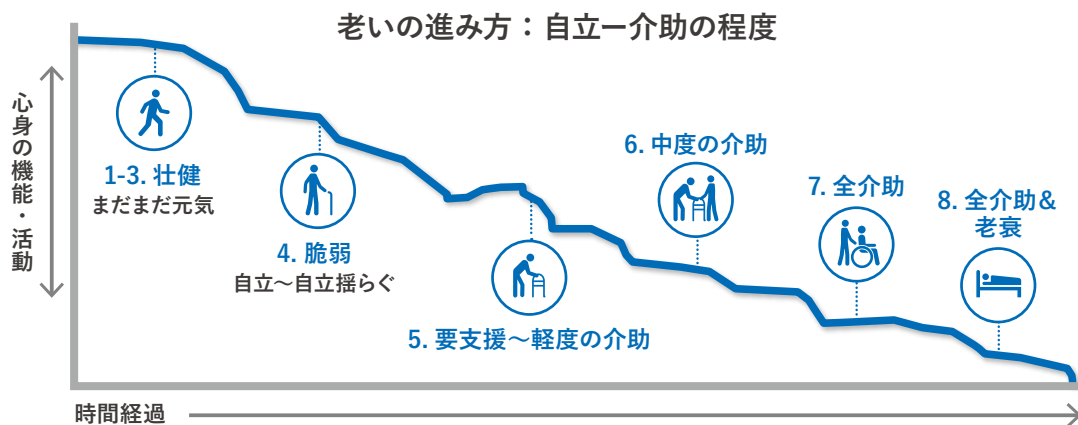 老いの進み方：自立ー介助の程度
心身の機能・活動
1-3. 壮健
まだまだ元気
4. 脆弱
自立～自立揺らぐ
5. 要支援～軽度の介助
6. 中度の介助
7. 全介助
8. 全介助＆
老衰
時間経過